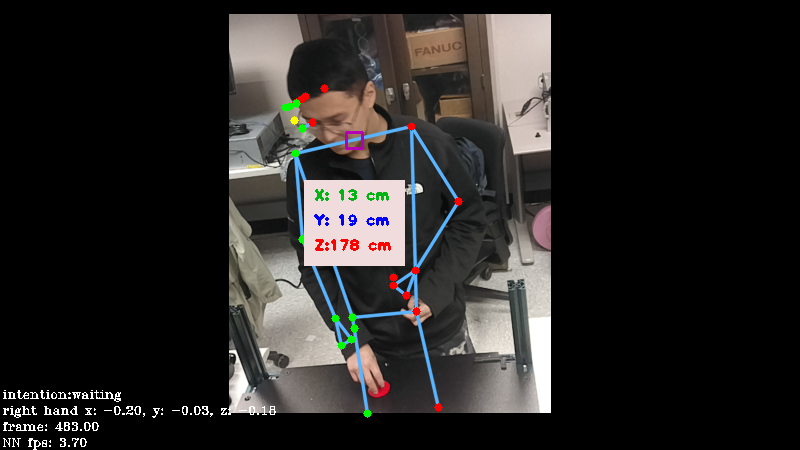 FANUC
X: 13 cm
Y: 19 cm
Z:178 cm
intention:waiting
right hand x: -0.20, y: -0.03, z: -0.18
frame: 483.00
NN fps: 3.70